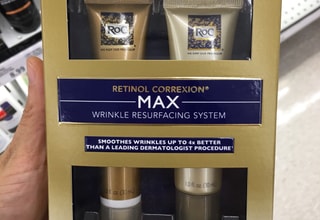 RoC
RoC
RETINOL CORREXION®
MAX
WRINKLE RESURFACING SYSTEM
SMOOTHES WRINKLES UP TO 4x BETTER
THAN A LEADING DERMATOLOGIST PROCEDURE